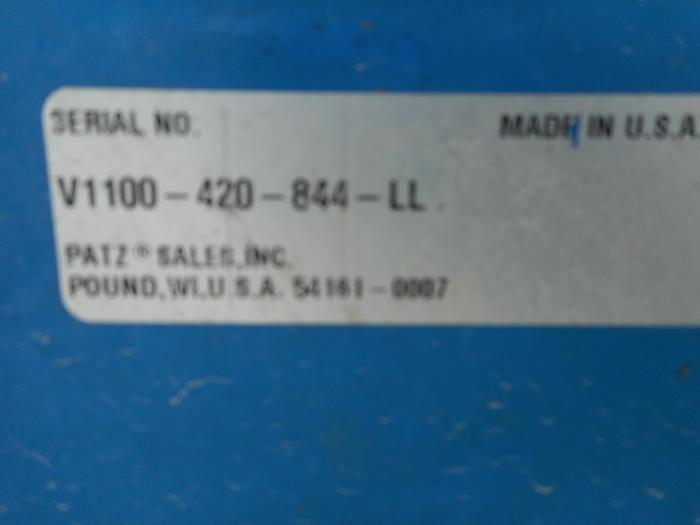 SERIAL NO. MADE IN U.S.A.
V1100-420-844-LL
PATZ® SALES, INC.
POUND, WI, U.S.A. 54161-0007